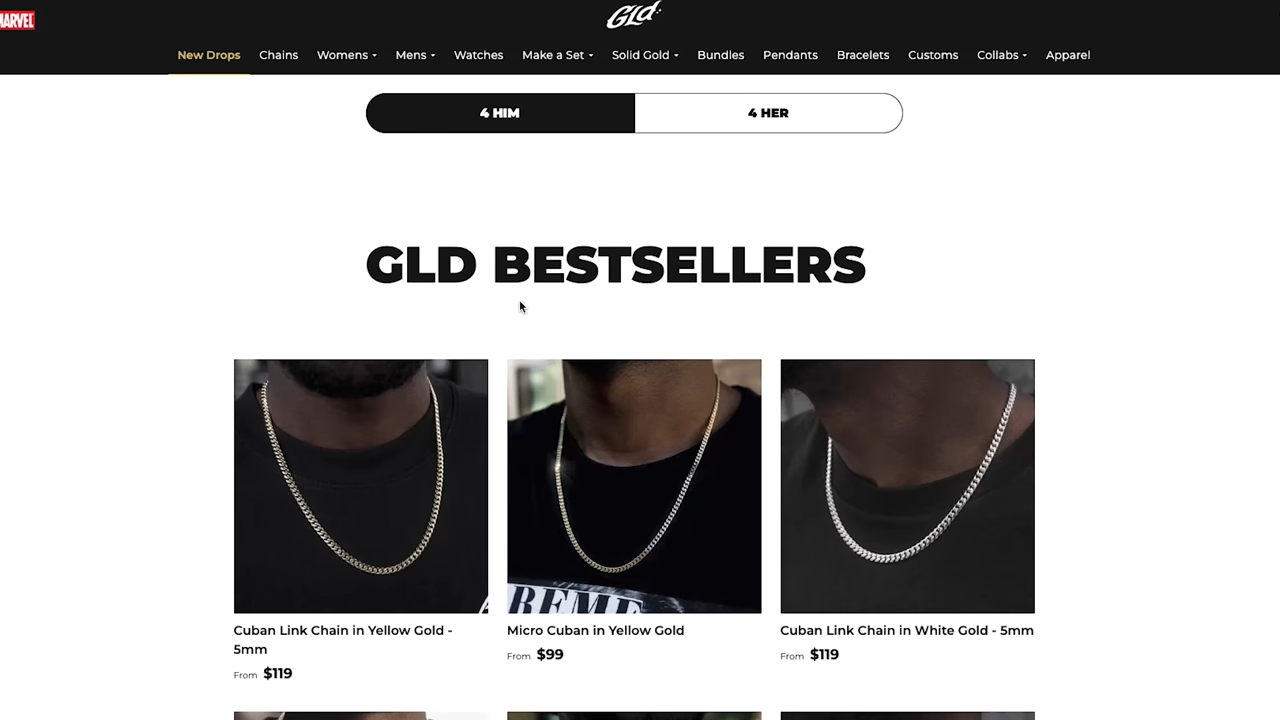 MARVEL
GLD
New Drops Chains Womens Mens Watches Make a Set Solid Gold Bundles Pendants Bracelets Customs Collabs Apparel
4 HIM 4 HER
GLD BESTSELLERS
REME
Cuban Link Chain in Yellow Gold -
5mm
From $119
Micro Cuban in Yellow Gold
From $99
Cuban Link Chain in White Gold - 5mm
From $119